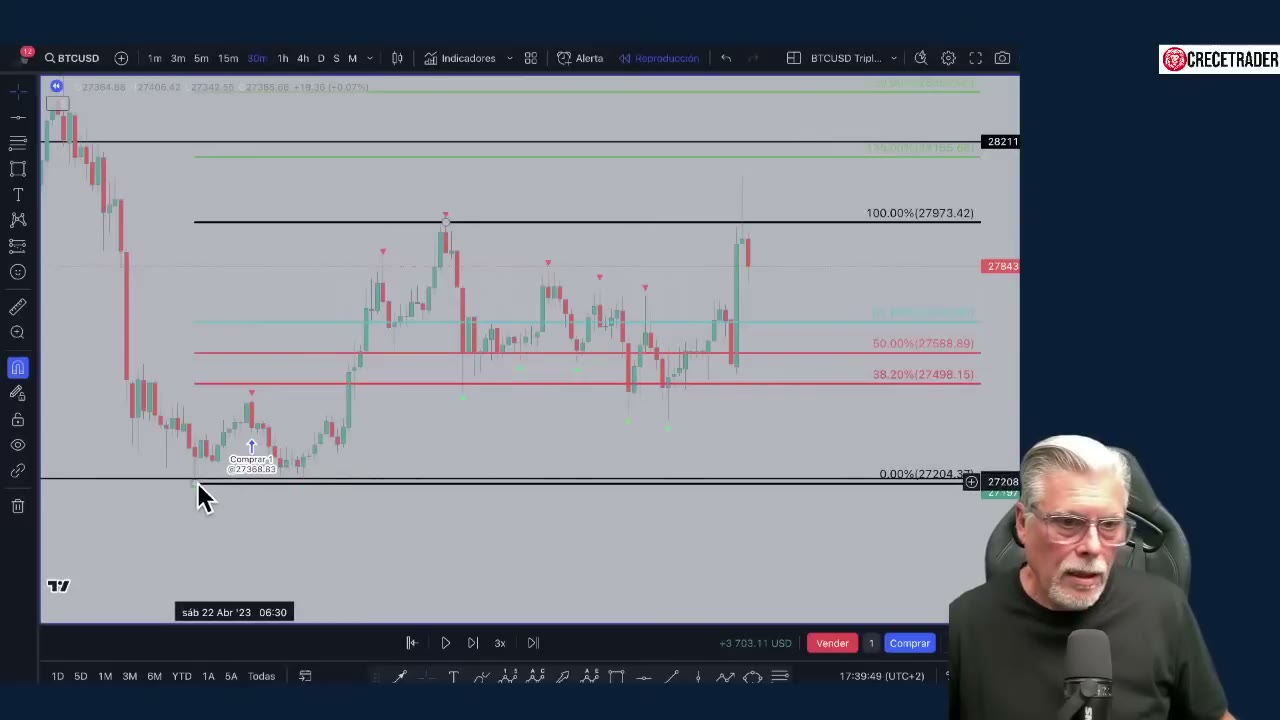 12
BTCUSD
1m 3m 5m 15m 30m 1h 4h D S M
Indicadores
Alerta
Reproducción
BTCUSD Tripl...
CRECETRADER
28211
100.00%(27973.42)
27843
50.00%(27588.89)
38.20%(27498.15)
Comprar 1
@27368.83
0.00%(27204.37)
27208
27197
sáb 22 Abr '23 06:30
3x
+3 703.11 USD
Vender
1
Comprar
1D 5D 1M 3M 6M YTD 1A 5A Todas
17:39:49 (UTC+2)